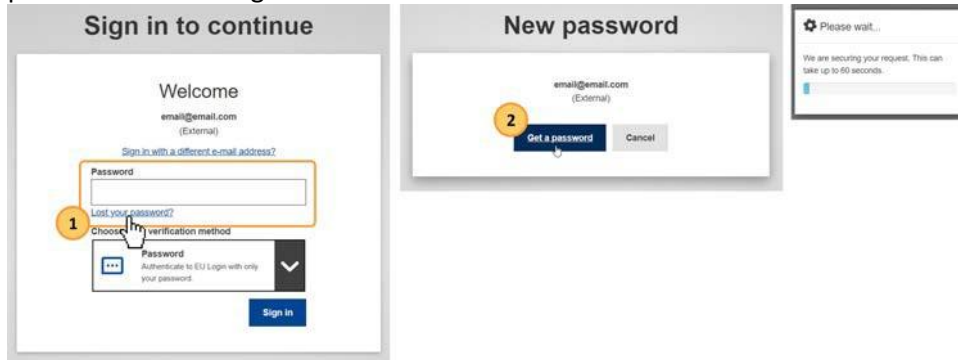 Sign in to continue
Welcome
email@email.com
(External)
Sign in with a different e-mail address?
Password
Lost your password?
1
Choose verification method
Password
Authenticate to EU Login with only
your password.
Sign in
New password
email@email.com
(External)
2
Get a password
Cancel
Please wait...
We are securing your request. This can
take up to 60 seconds.